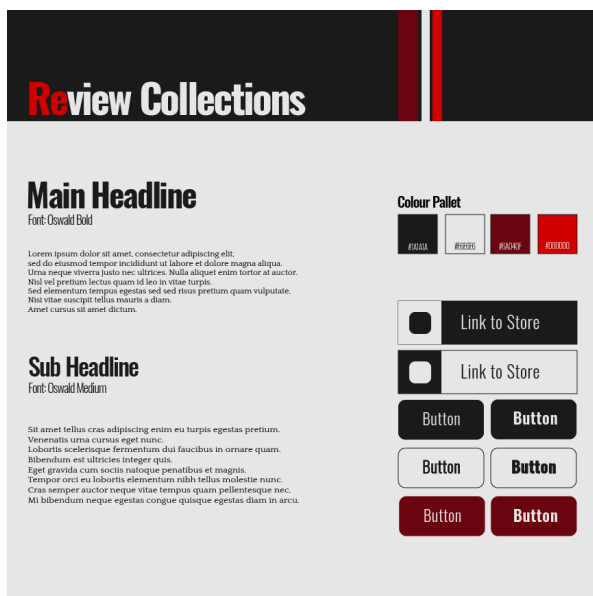 Review Collections
Main Headline
Font: Oswald Bold
Lorem ipsum dolor sit amet, consectetur adipiscing elit,
sed do eiusmod tempor incididunt ut labore et dolore magna aliqua.
Urna neque viverra justo nec ultrices. Nulla aliquet enim tortor at auctor.
Nisl vel pretium lectus quam id leo in vitae turpis.
Sed elementum tempus egestas sed sed risus pretium quam vulputate.
Nisi vitae suscipit tellus mauris a diam.
Amet cursus sit amet dictum.
Sub Headline
Font: Oswald Medium
Sit amet tellus cras adipiscing enim eu turpis egestas pretium.
Venenatis urna cursus eget nunc.
Lobortis scelerisque fermentum dui faucibus in ornare quam.
Bibendum est ultricies integer quis.
Eget gravida cum sociis natoque penatibus et magnis.
Tempor orci eu lobortis elementum nibh tellus molestie nunc.
Cras semper auctor neque vitae tempus quam pellentesque nec.
Mi bibendum neque egestas congue quisque egestas diam in arcu.
Colour Pallet
#1A1A1A #E6E6E6
Link to Store
Link to Store
Button Button
Button Button
Button Button